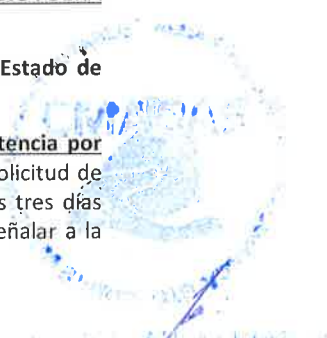 Estado de
tencia por
olicitud de
s tres días
eñalar a la